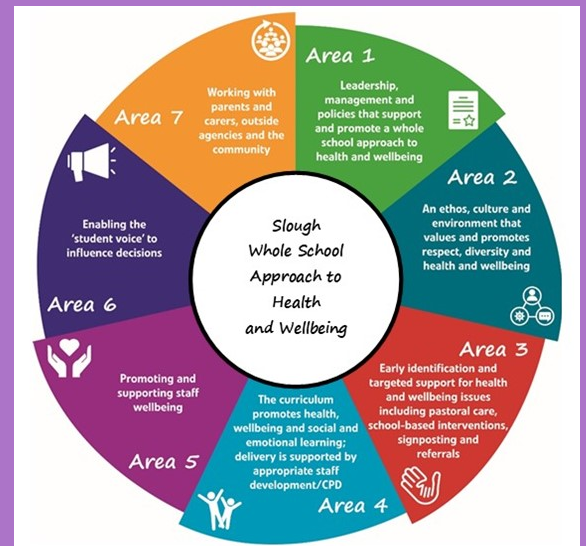 Area 1
Leadership,
management and
policies that support
and promote a whole
school approach to
health and wellbeing
Area 2
An ethos, culture and
environment that
values and promotes
respect, diversity and
health and wellbeing
Area 3
Early identification and
targeted support for health
and wellbeing issues
including pastoral care,
school-based interventions,
signposting and
referrals
The curriculum
promotes health,
wellbeing and social and
emotional learning;
delivery is supported by
appropriate staff
development/CPD
Area 4
Promoting and
supporting staff
wellbeing
Area 5
Enabling the
'student voice' to
influence decisions
Area 6
Area 7
Working with
parents and
carers, outside
agencies and the
community
Slough
Whole School
Approach to
Health
and Wellbeing